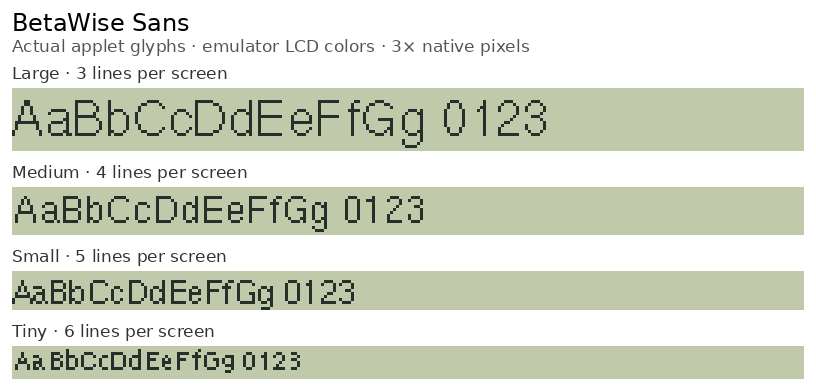 BetaWise Sans
Actual applet glyphs · emulator LCD colors · 3× native pixels
Large · 3 lines per screen
AaBbCcDdEeFfGg 0123
Medium · 4 lines per screen
AaBbCcDdEeFfGg 0123
Small · 5 lines per screen
AaBbCcDdEeFfGg 0123
Tiny · 6 lines per screen
AaBbCcDdEeFfGg 0123